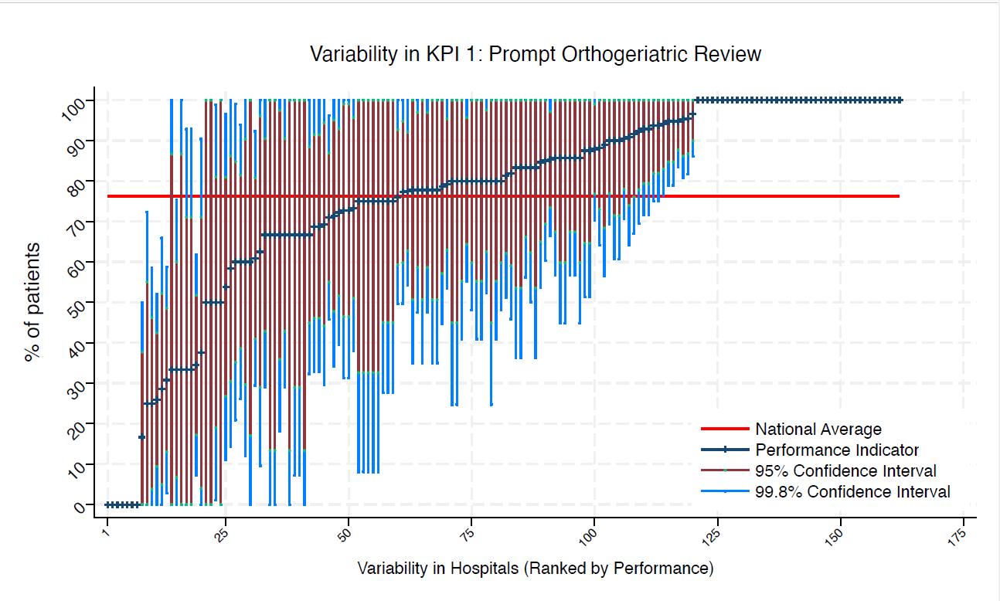 Variability in KPI 1: Prompt Orthogeriatric Review
% of patients
100
90
80
70
60
50
40
30
20
10
0
National Average
Performance Indicator
95% Confidence Interval
99.8% Confidence Interval
1 25 50 75 100 125 150 175
Variability in Hospitals (Ranked by Performance)